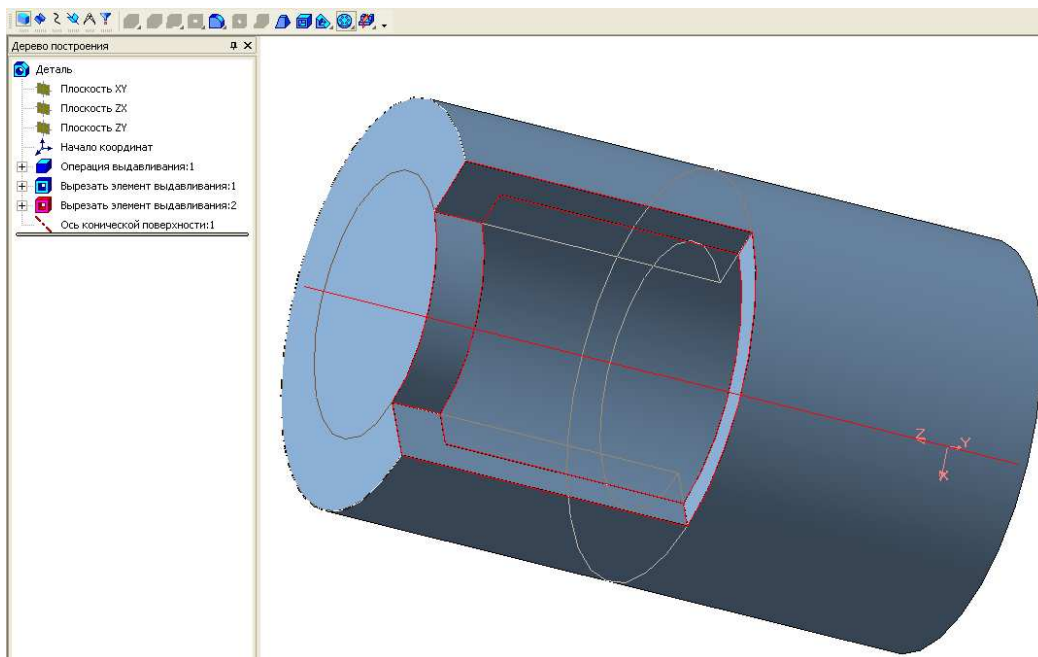 Дерево построения
Деталь
Плоскость XY
Плоскость ZX
Плоскость ZY
Начало координат
Операция выдавливания:1
Вырезать элемент выдавливания:1
Вырезать элемент выдавливания:2
Ось конической поверхности:1
Z Y
X